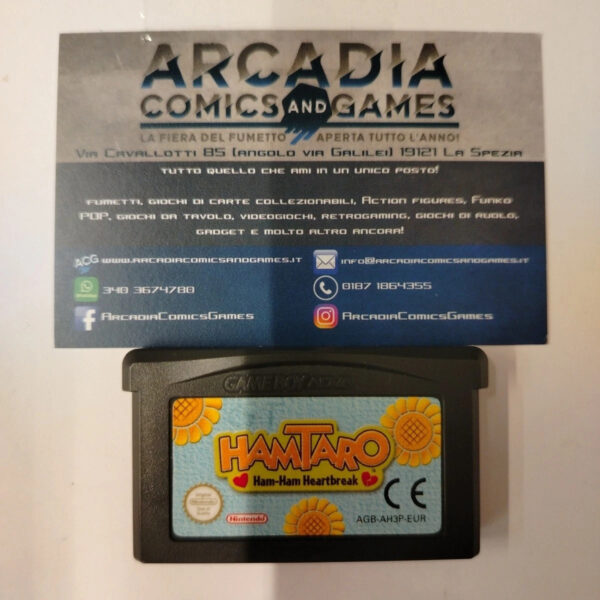 ARCADIA
COMICS AND GAMES
LA FIERA DEL FUMETTO APERTA TUTTO L'ANNO!
Via Cavallotti 85 (angolo via Galilei) 19121 La Spezia
tutto quello che ami in un unico posto!
fumetti, giochi di carte collezionabili, Action figures, Funko
POP, giochi da tavolo, videogiochi, retrogaming, giochi di ruolo,
gadget e molto altro ancora!
ACG www.arcadiacomicsandgames.it
info@arcadiacomicsandgames.it
WhatsApp 340 3674780
0187 1864355
ArcadiaComicsGames
ArcadiaComicsGames
GAME BOY ADVANCE
HAMTARO
Ham-Ham Heartbreak
Nintendo
CE
AGB-AH3P-EUR